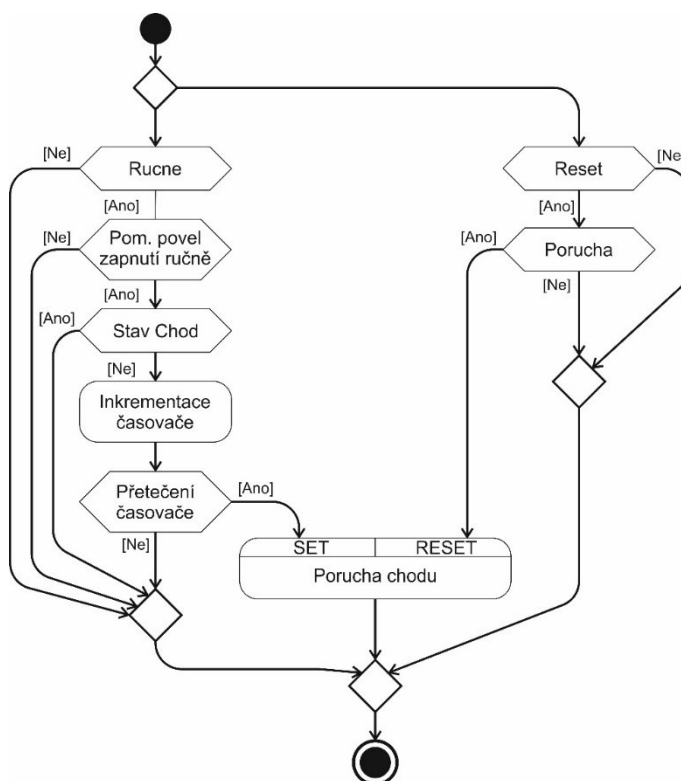 [Ne]
Rucne
[Ano]
[Ne]
Pom. povel
zapnutí ručně
[Ano]
[Ano]
Stav Chod
[Ne]
Inkrementace
časovače
Přetečení
časovače
[Ano]
[Ne]
Reset
[Ne
[Ano]
[Ano]
Porucha
[Ne]
SET
RESET
Porucha chodu